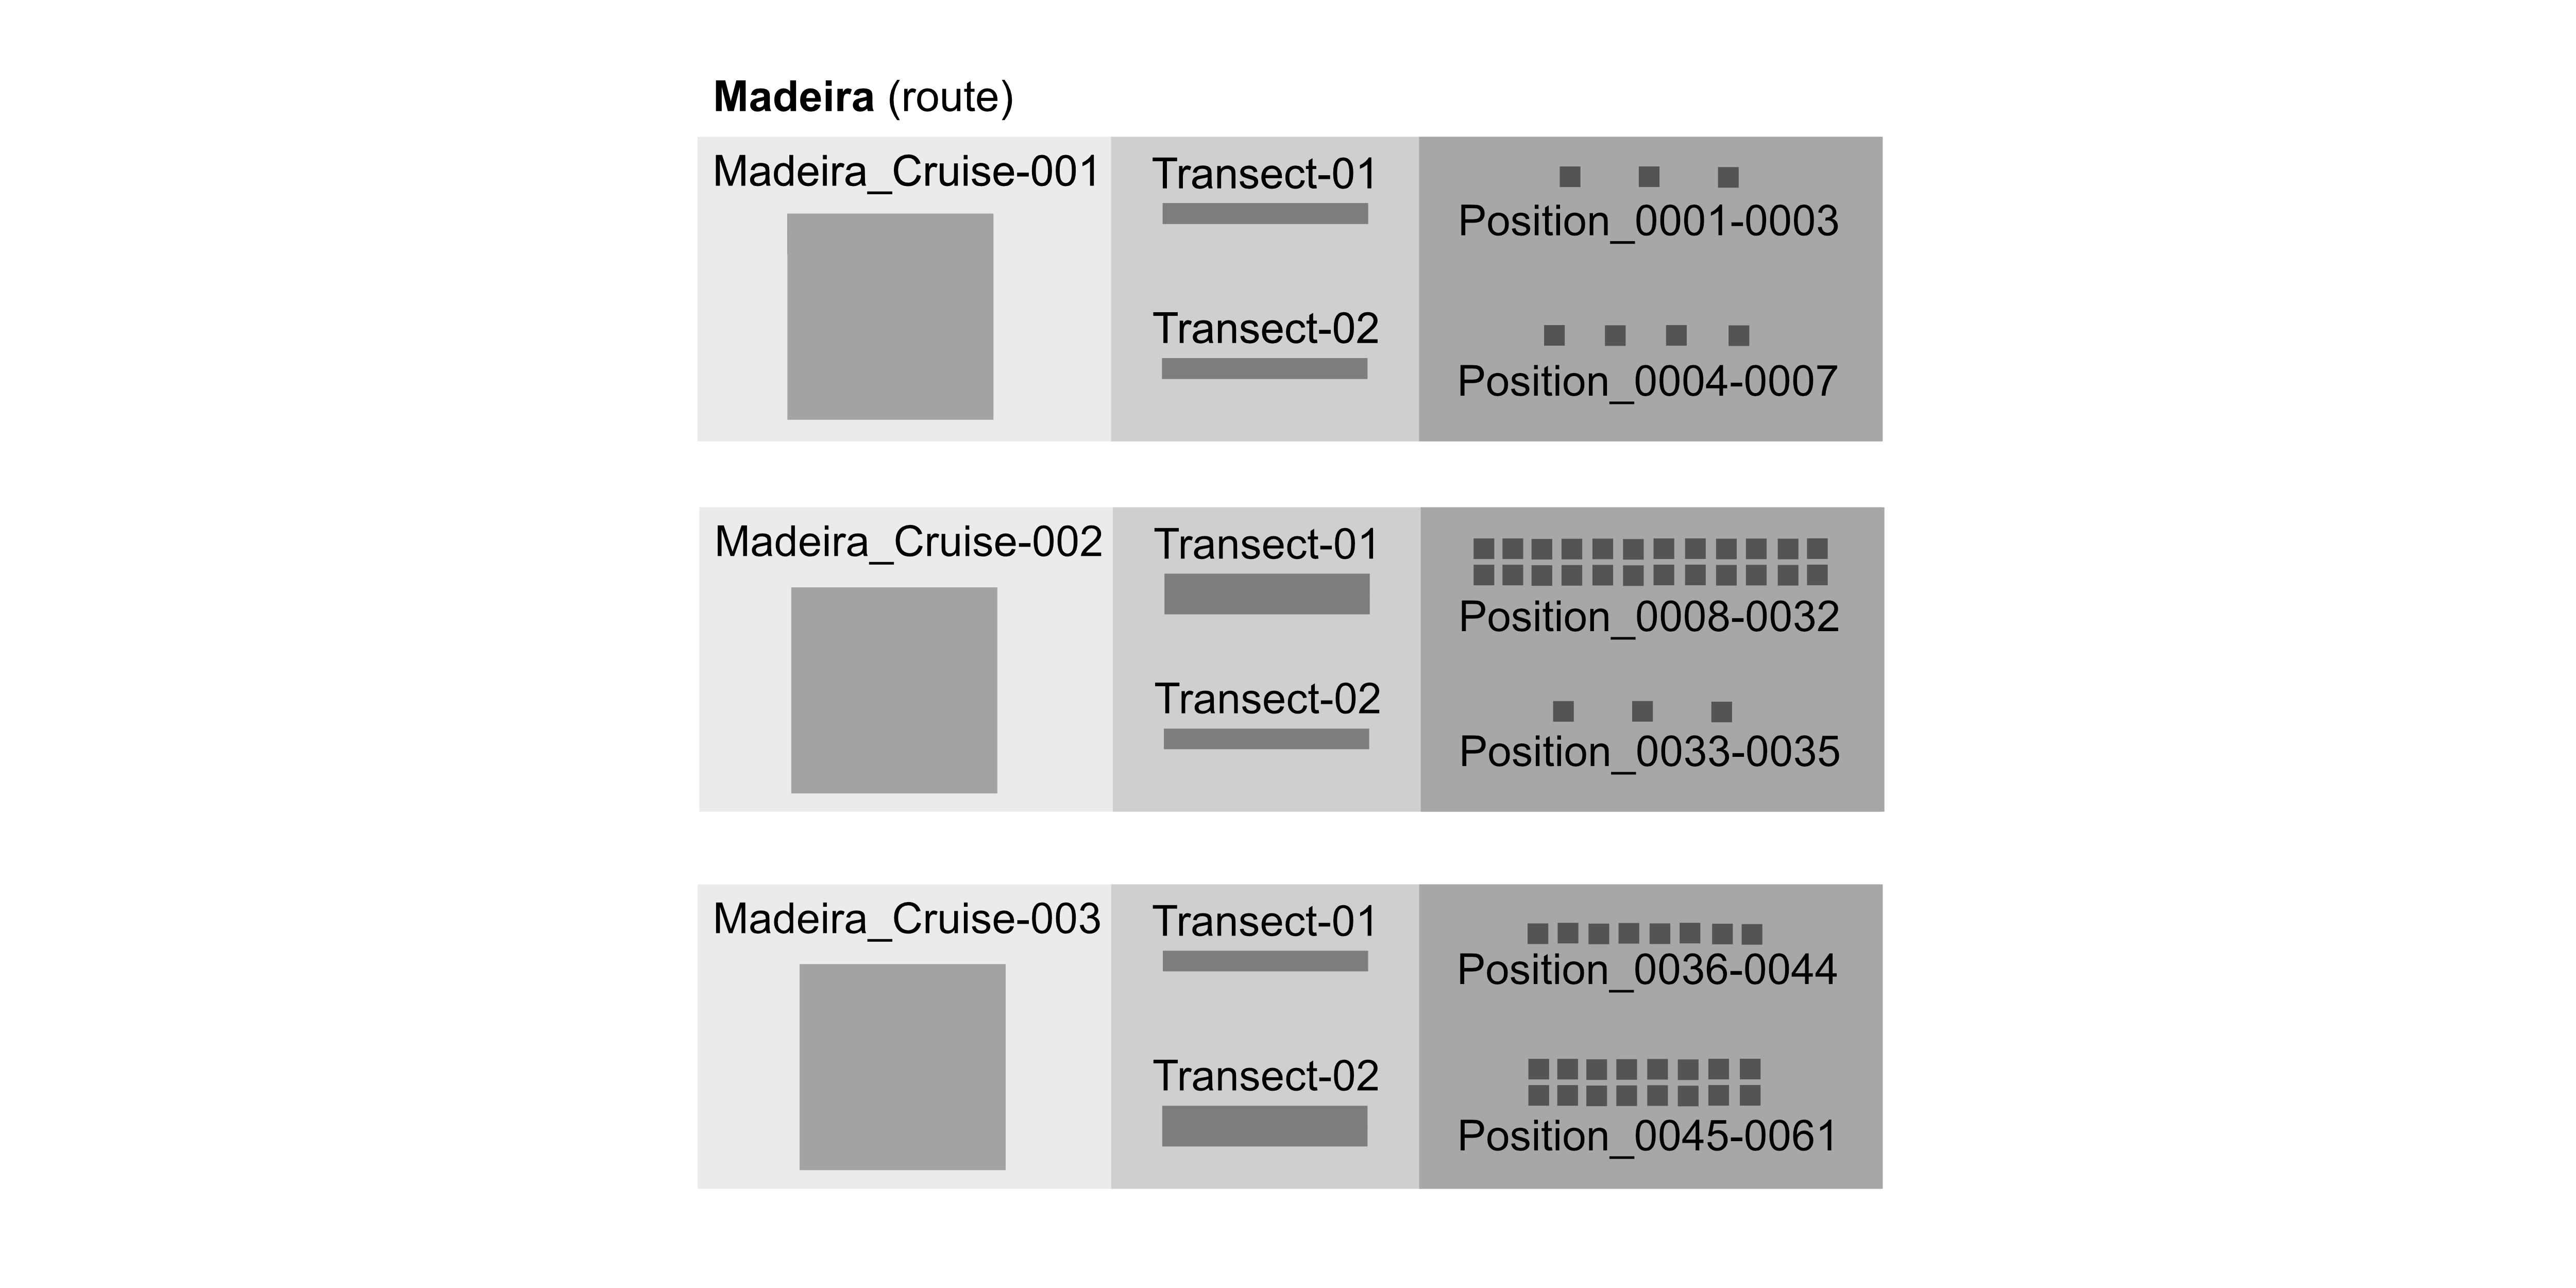 Madeira (route)
Madeira_Cruise-001
Transect-01
Position_0001-0003
Transect-02
Position_0004-0007
Madeira_Cruise-002
Transect-01
Position_0008-0032
Transect-02
Position_0033-0035
Madeira_Cruise-003
Transect-01
Position_0036-0044
Transect-02
Position_0045-0061